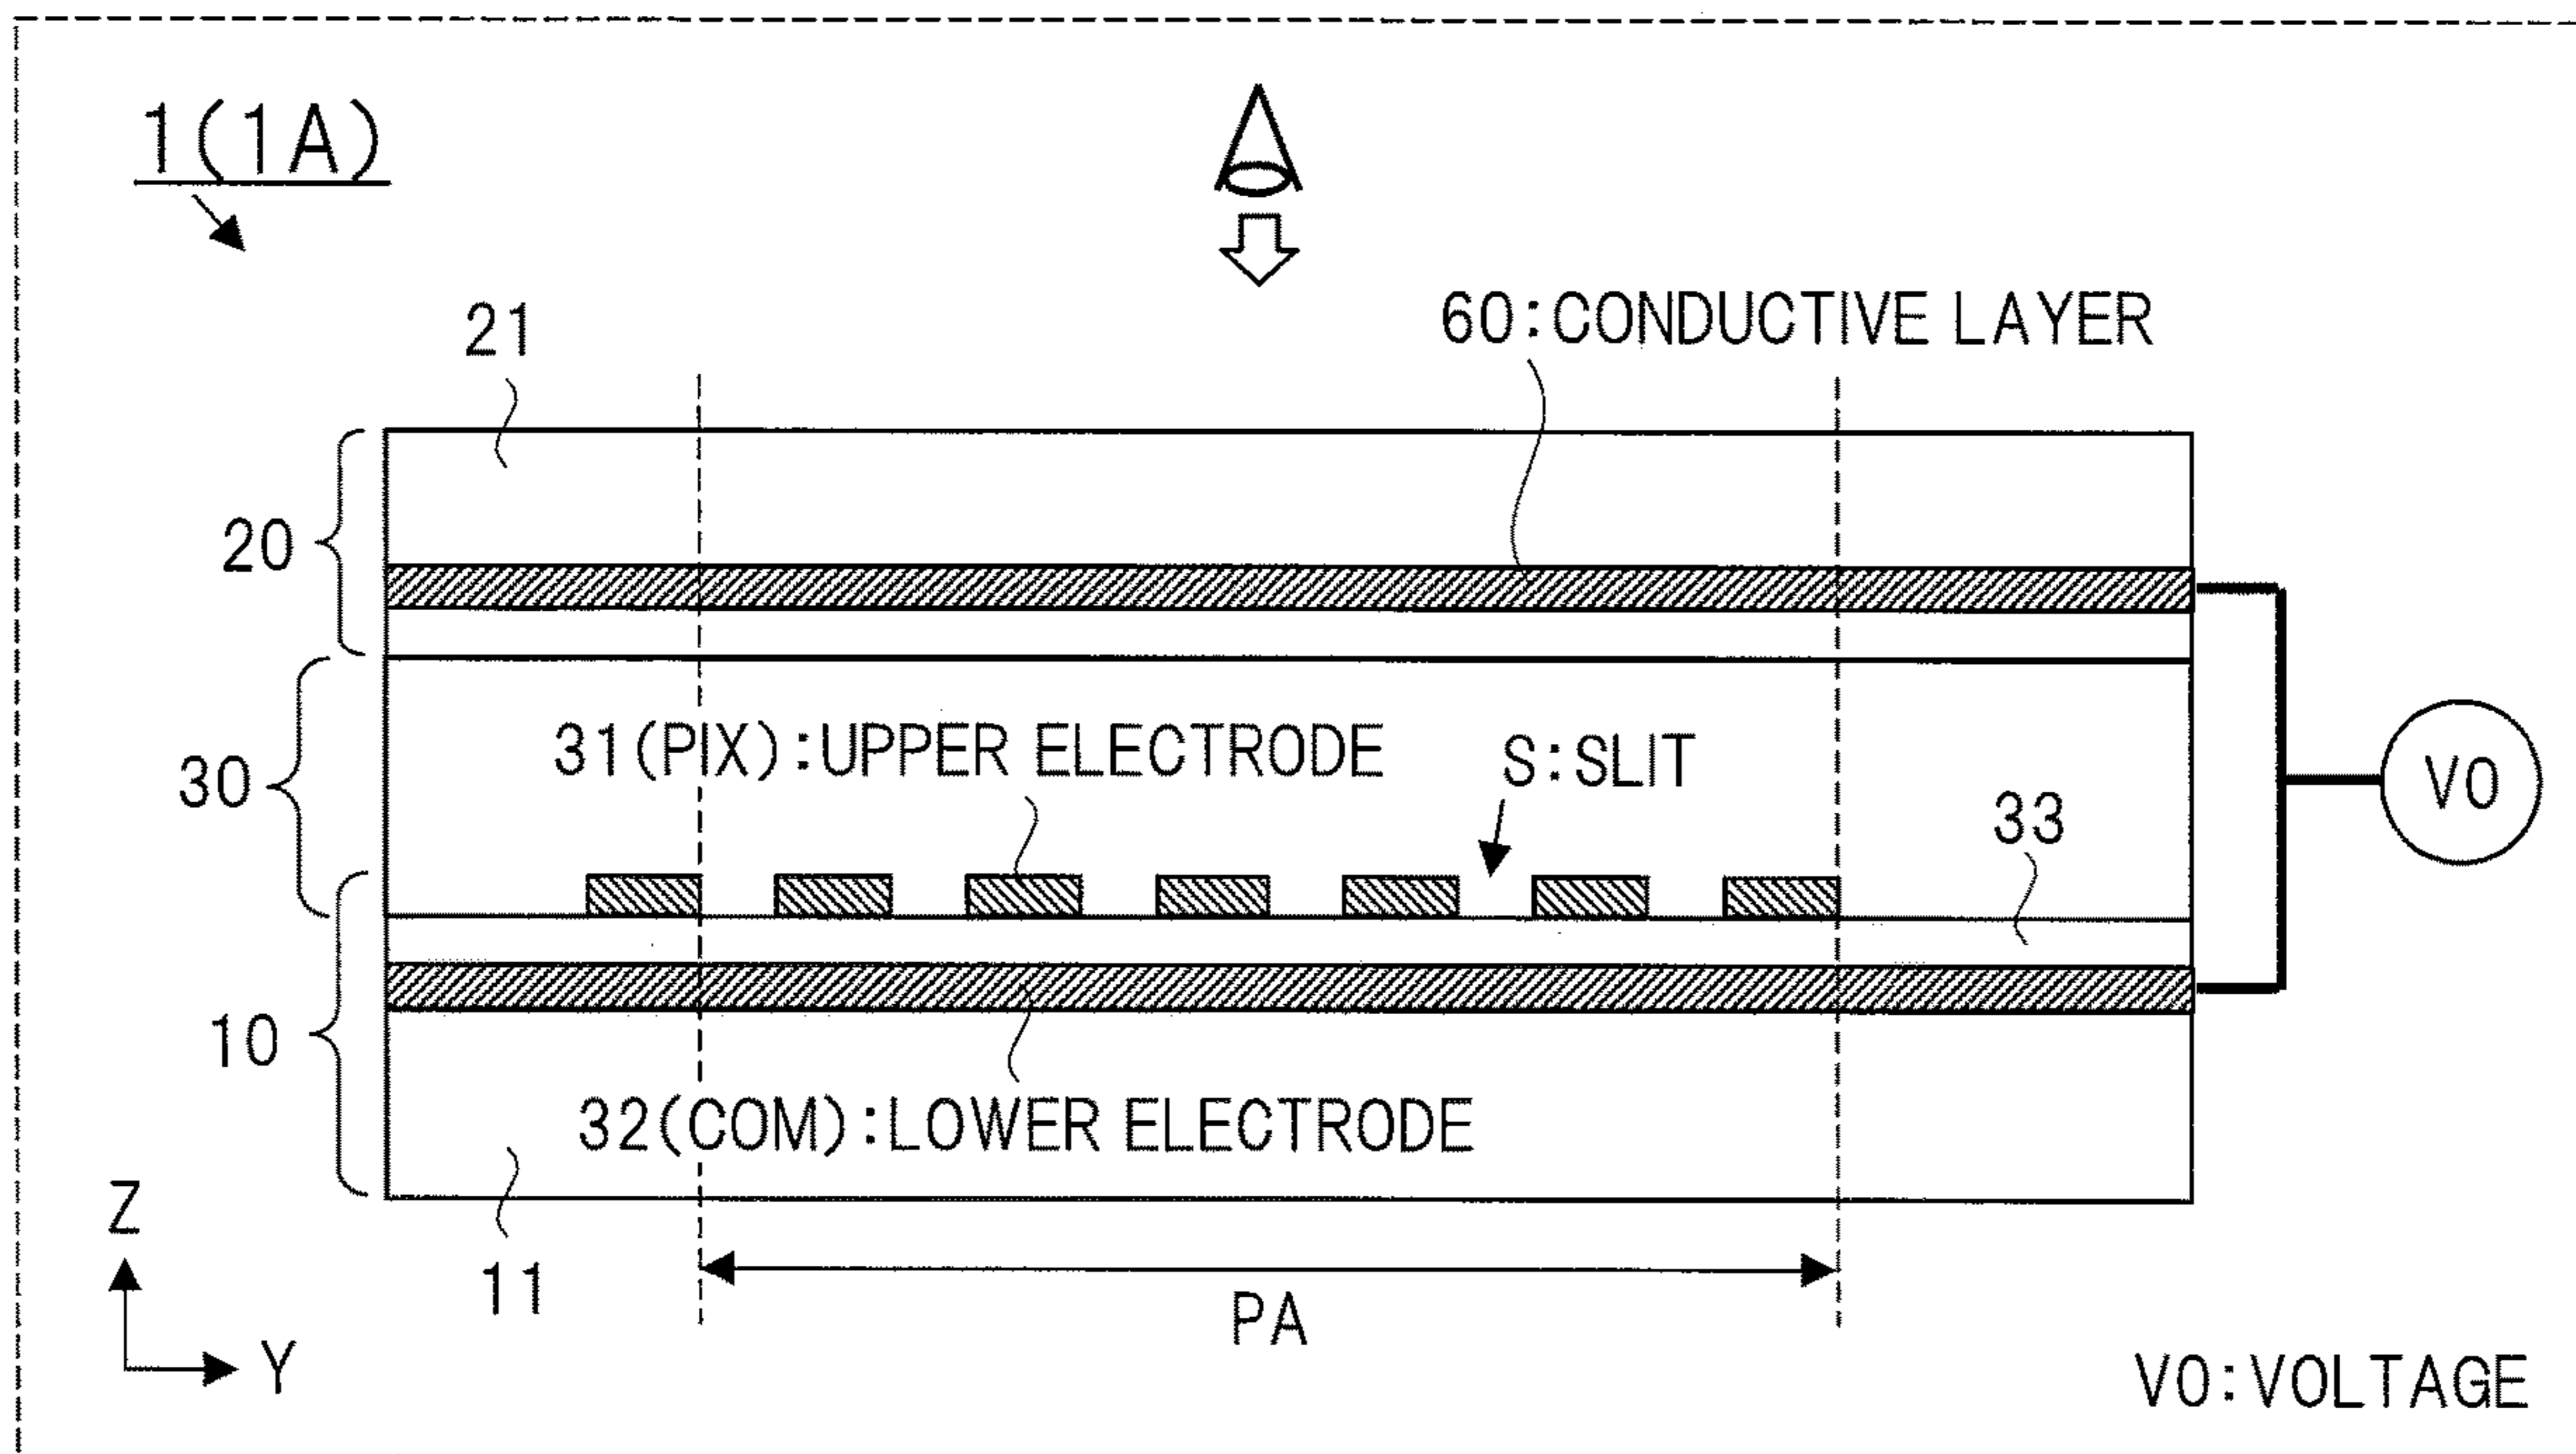 1(1A)
21
60:CONDUCTIVE LAYER
20
31(PIX):UPPER ELECTRODE
S:SLIT
30
33
V0
10
32(COM):LOWER ELECTRODE
Z
11
PA
Y
V0:VOLTAGE